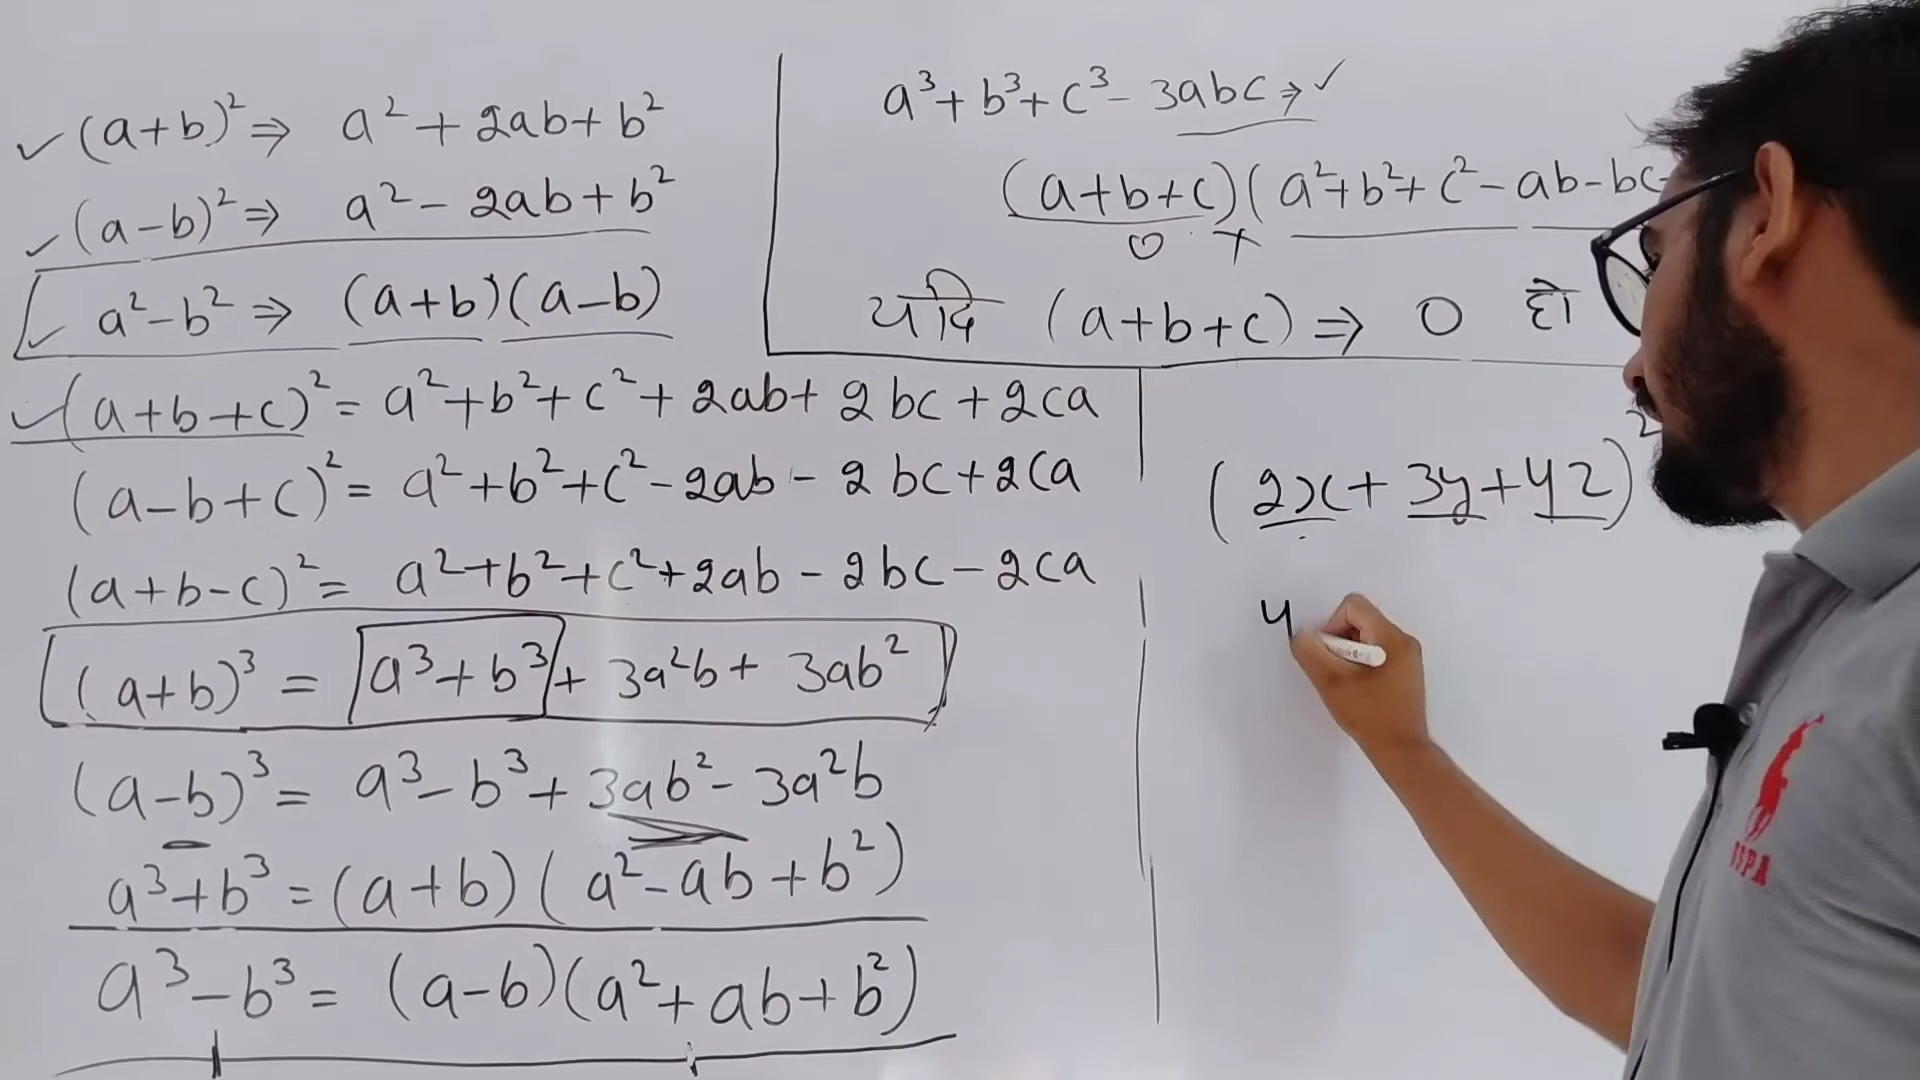 (a+b)² ⇒ a² + 2ab + b²
(a-b)² ⇒ a² - 2ab + b²
a² - b² ⇒ (a+b)(a-b)
(a+b+c)² = a² + b² + c² + 2ab + 2bc + 2ca
(a-b+c)² = a² + b² + c² - 2ab - 2bc + 2ca
(a+b-c)² = a² + b² + c² + 2ab - 2bc - 2ca
(a+b)³ = a³ + b³ + 3a²b + 3ab²
(a-b)³ = a³ - b³ + 3ab² - 3a²b
a³ + b³ = (a+b)(a² - ab + b²)
a³ - b³ = (a-b)(a² + ab + b²)
a³ + b³ + c³ - 3abc ⇒
(a+b+c)(a² + b² + c² - ab - bc -
0 ×
यदि (a+b+c) ⇒ 0 हो
(2x + 3y + 4z)²
4